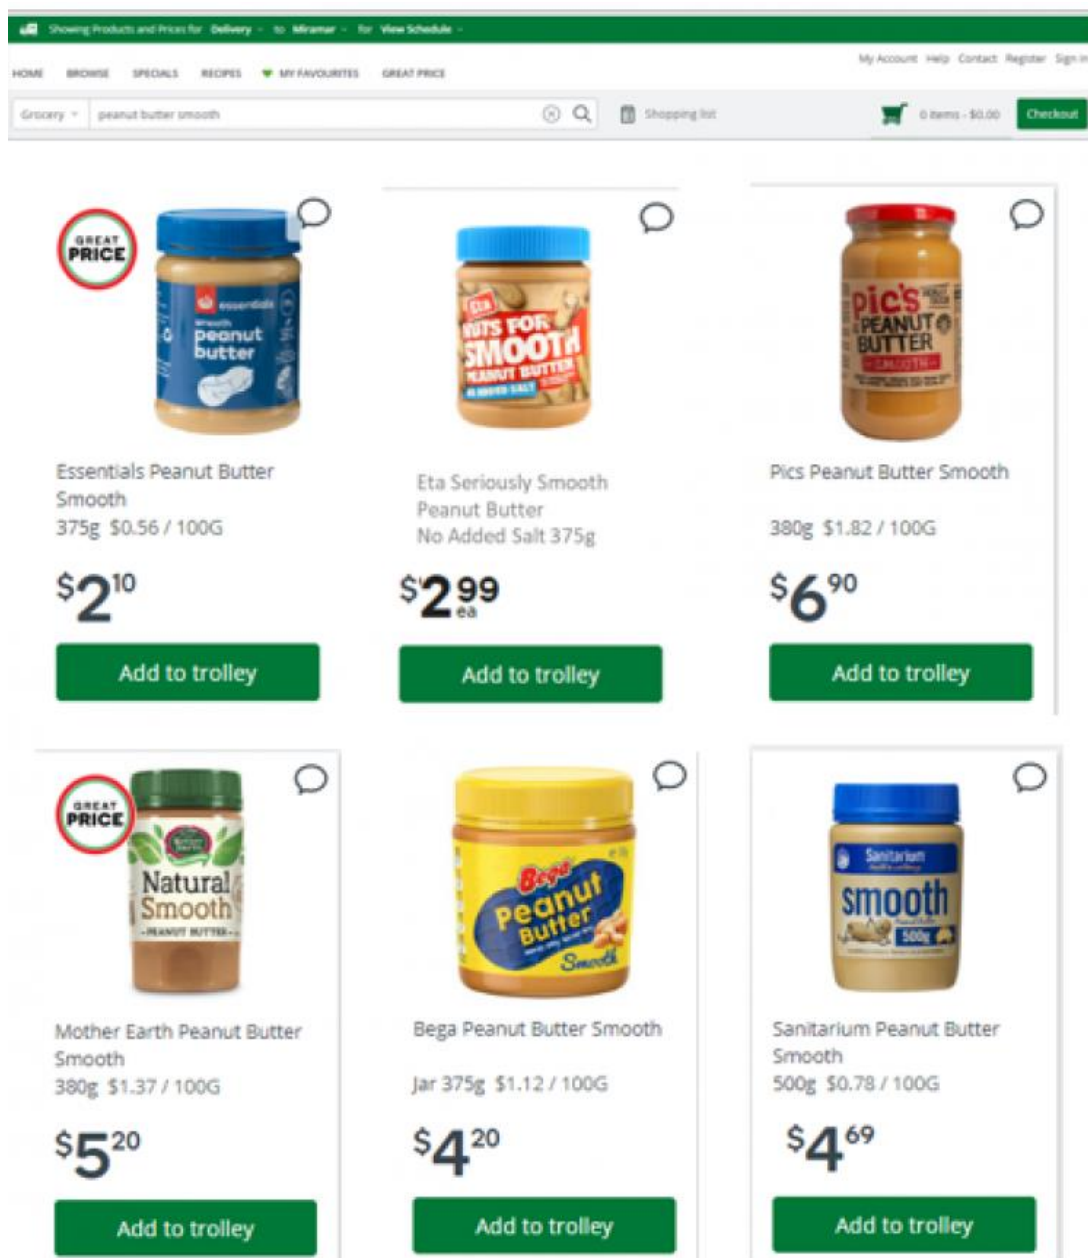 Showing Products and Prices for Delivery to Miramar for View Schedule
My Account Help Contact Register Sign in
HOME BROWSE SPECIALS RECIPES MY FAVOURITES GREAT PRICE
Grocery peanut butter smooth Shopping list 0 items - $0.00 Checkout
GREAT
PRICE
essentials
smooth
peanut
butter
Eta
NUTS FOR
SMOOTH
PEANUT BUTTER
NO ADDED SALT
pic's
PEANUT
BUTTER
SMOOTH
Essentials Peanut Butter
Smooth
375g $0.56 / 100G
$2.10
Add to trolley
Eta Seriously Smooth
Peanut Butter
No Added Salt 375g
$2.99
ea
Add to trolley
Pics Peanut Butter Smooth
380g $1.82 / 100G
$6.90
Add to trolley
GREAT
PRICE
Natural
Smooth
PEANUT BUTTER
Bega
Peanut
Butter
Smooth
Sanitarium
smooth
500g
Mother Earth Peanut Butter
Smooth
380g $1.37 / 100G
$5.20
Add to trolley
Bega Peanut Butter Smooth
Jar 375g $1.12 / 100G
$4.20
Add to trolley
Sanitarium Peanut Butter
Smooth
500g $0.78 / 100G
$4.69
Add to trolley